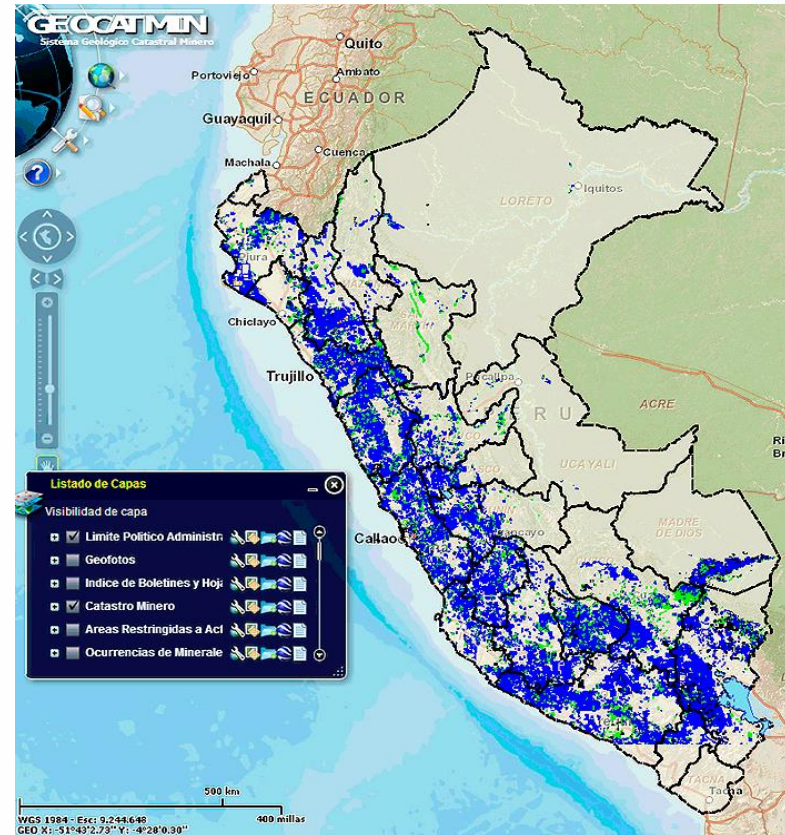 GEOCATMIN
Sistema Geológico Catastral Minero
Quito
Portoviejo
Ambato
ECUADOR
Guayaquil
Cuenca
Machala
LORETO
Iquitos
Piura
Chiclayo
Trujillo
Pucallpa
ACRE
R U
UCAYALI
MADRE
DE DIOS
Callao
TACNA
Tacna
Listado de Capas
Visibilidad de capa
Limite Politico Administra
Geofotos
Indice de Boletines y Hoja
Catastro Minero
Areas Restringidas a Act
Ocurrencias de Minerale
500 km
400 millas
WGS 1984 - Esc: 9.244.648
GEO X: -51°43'2.73" Y: -4°28'0.30"